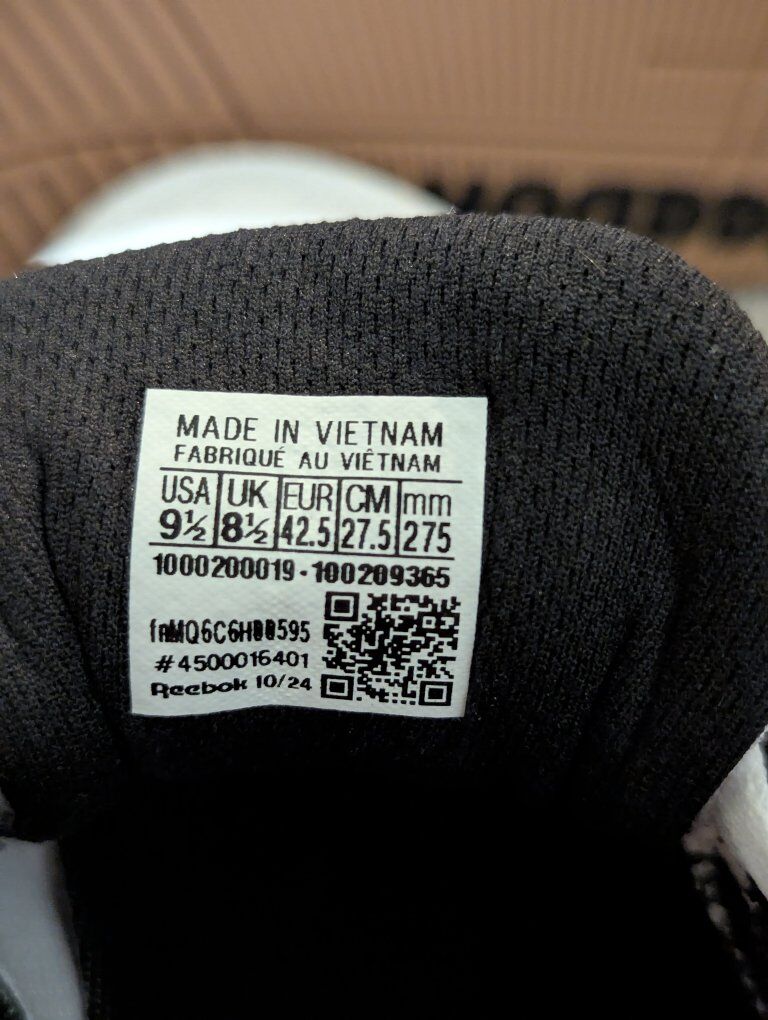 MADE IN VIETNAM
FABRIQUÉ AU VIÊTNAM
USA UK EUR CM mm
9½ 8½ 42.5 27.5 275
1000200019-100209365
#4500016401
Reebok 10/24